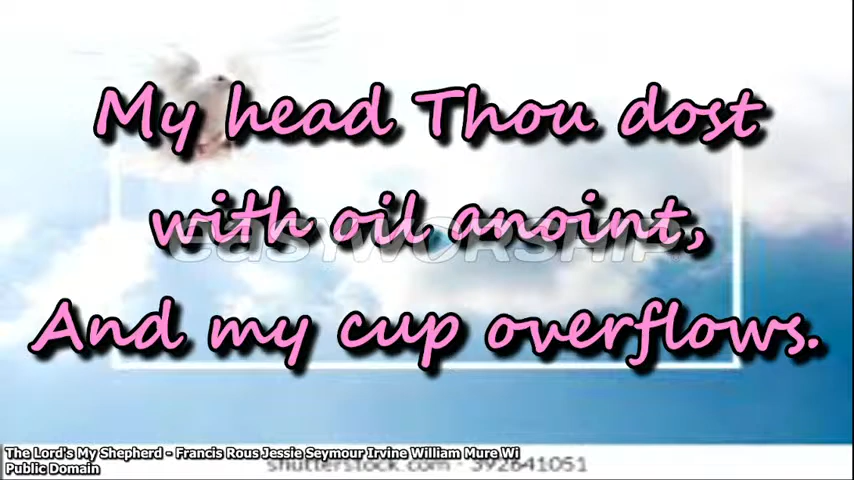 My head Thou dost
with oil anoint,
easyWORSHIP
And my cup overflows.
The Lord's My Shepherd - Francis Rous Jessie Seymour Irvine William Mure Wi
Public Domain
shutterstock.com · 392641051